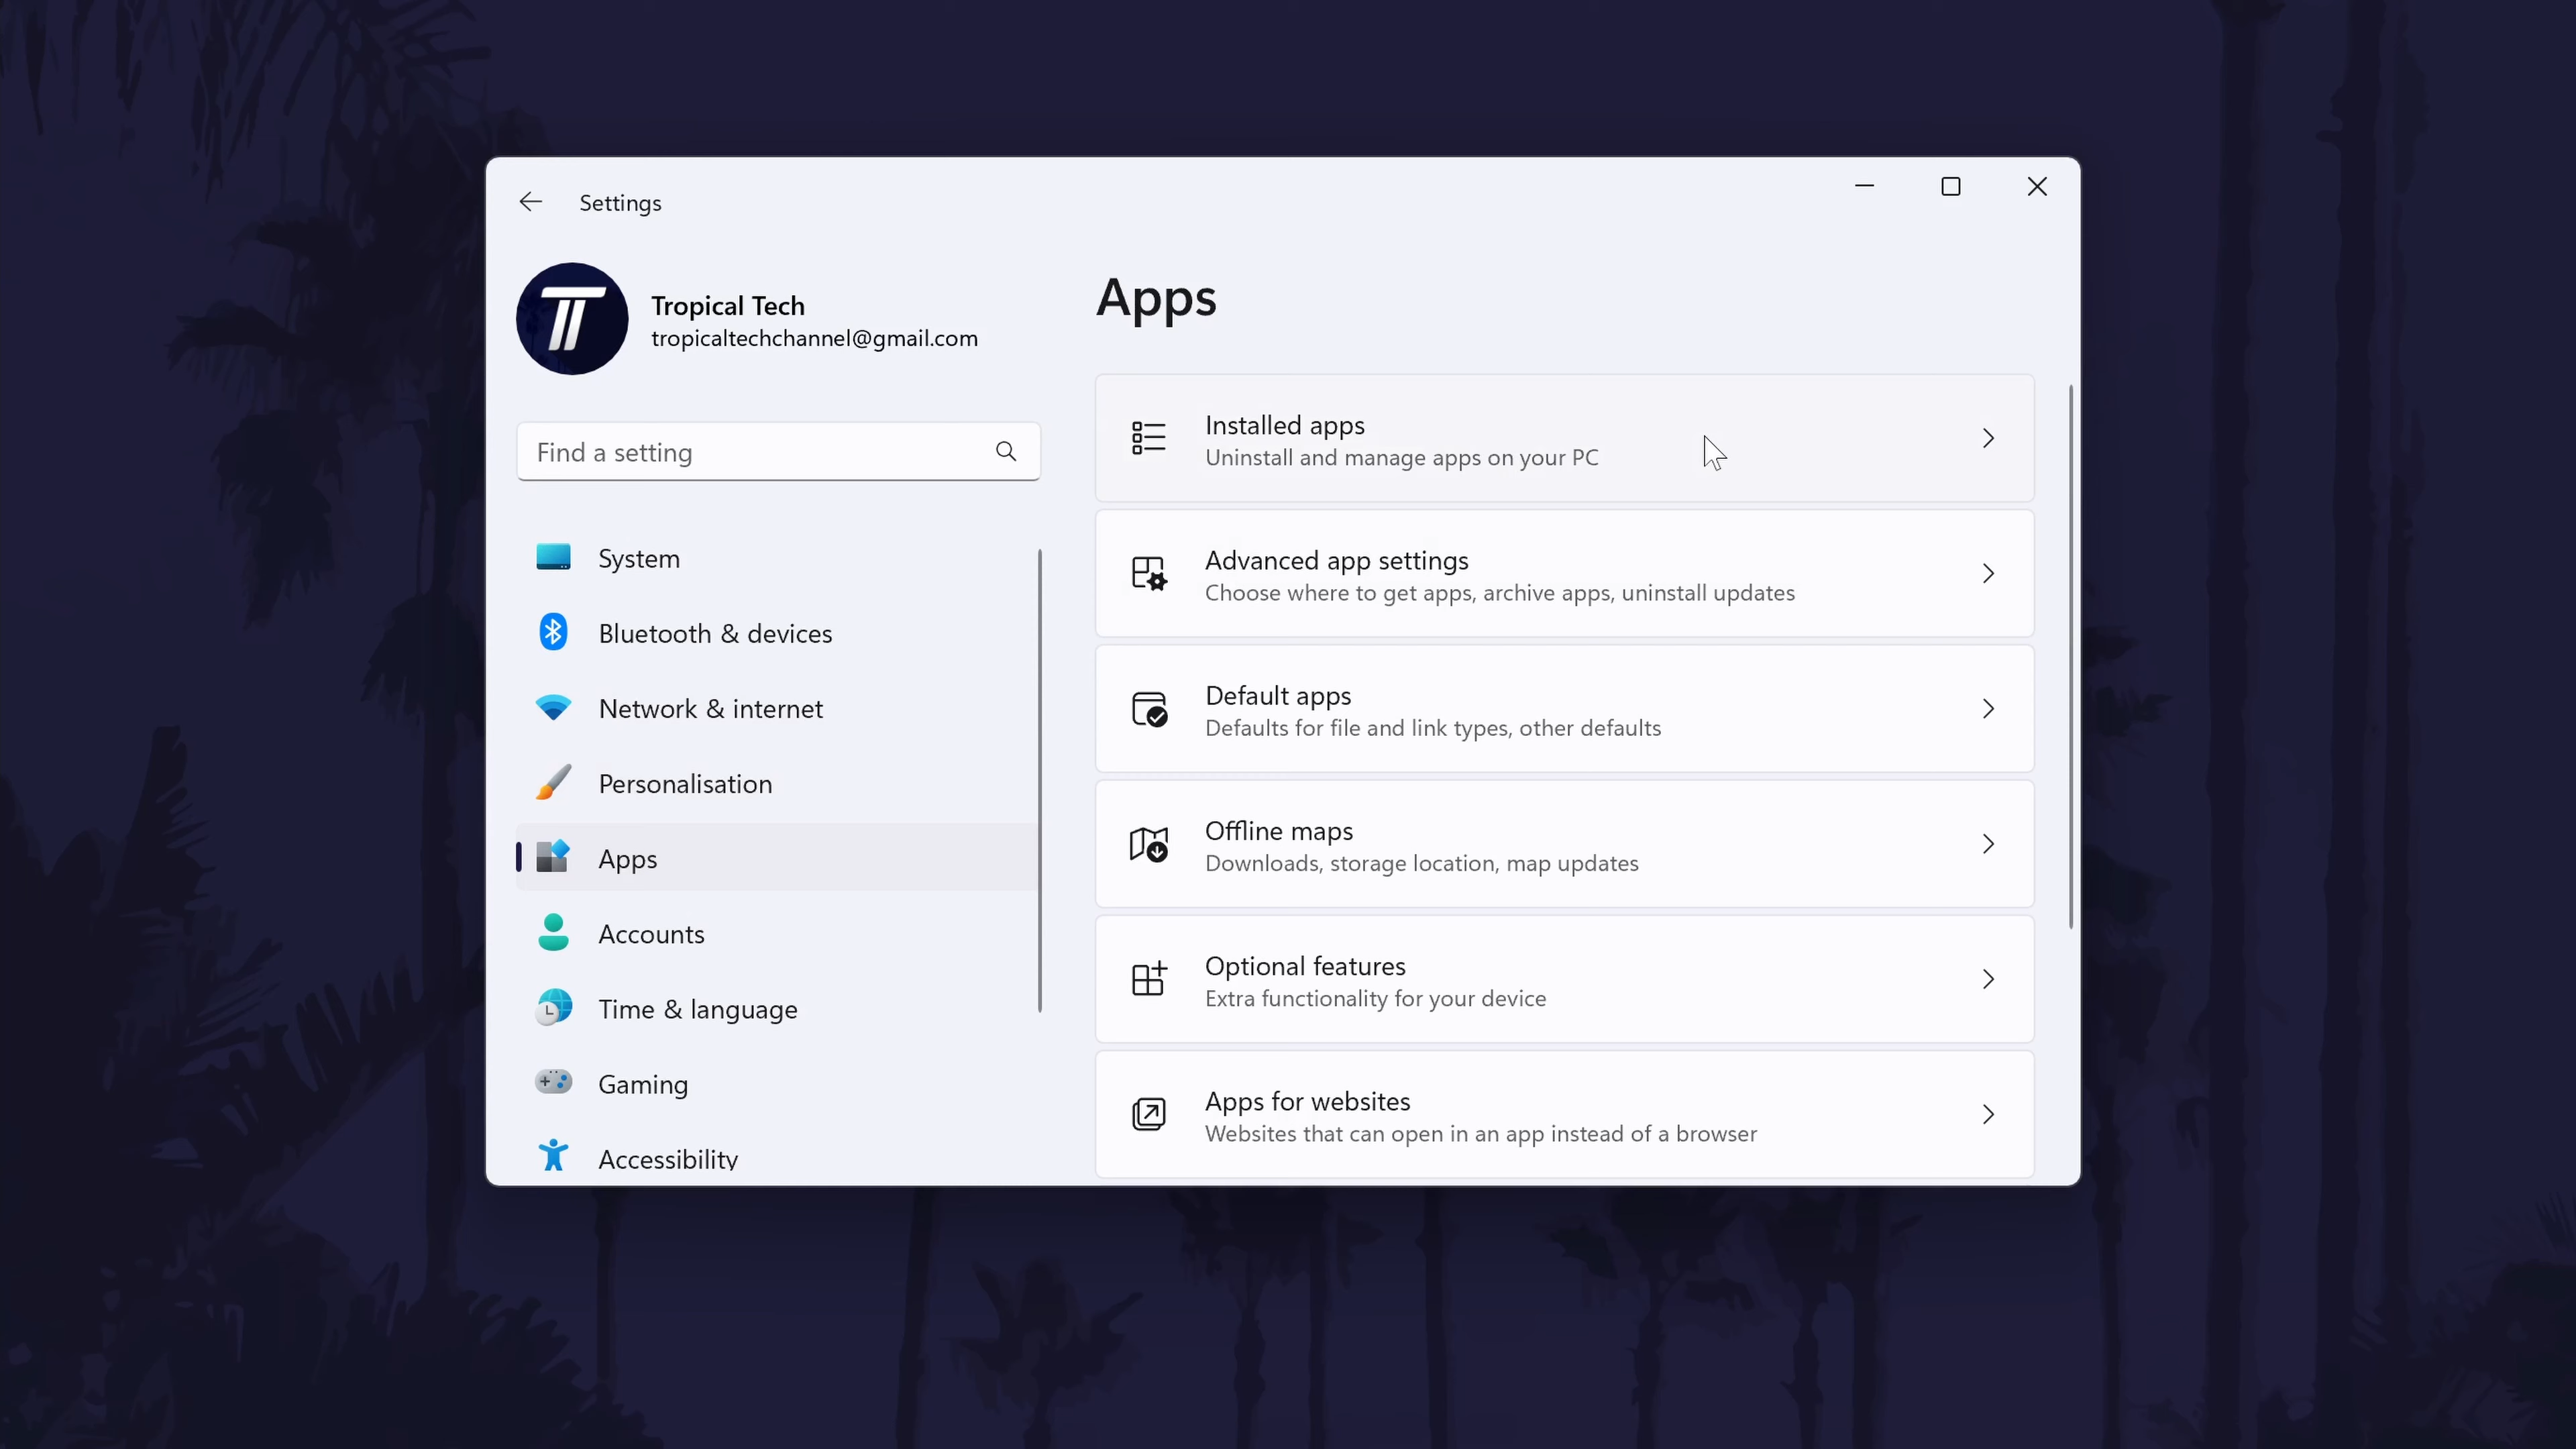 Settings
Tropical Tech
tropicaltechchannel@gmail.com
Find a setting
System
Bluetooth & devices
Network & internet
Personalisation
Apps
Accounts
Time & language
Gaming
Accessibility
Apps
Installed apps
Uninstall and manage apps on your PC
Advanced app settings
Choose where to get apps, archive apps, uninstall updates
Default apps
Defaults for file and link types, other defaults
Offline maps
Downloads, storage location, map updates
Optional features
Extra functionality for your device
Apps for websites
Websites that can open in an app instead of a browser